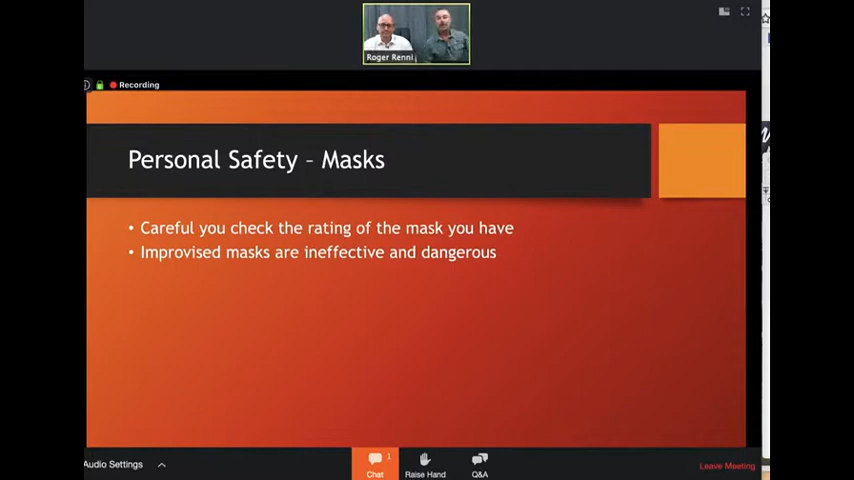 Roger Renni
Recording
Personal Safety – Masks
• Careful you check the rating of the mask you have
• Improvised masks are ineffective and dangerous
Audio Settings
1
Chat
Raise Hand
Q&A
Leave Meeting